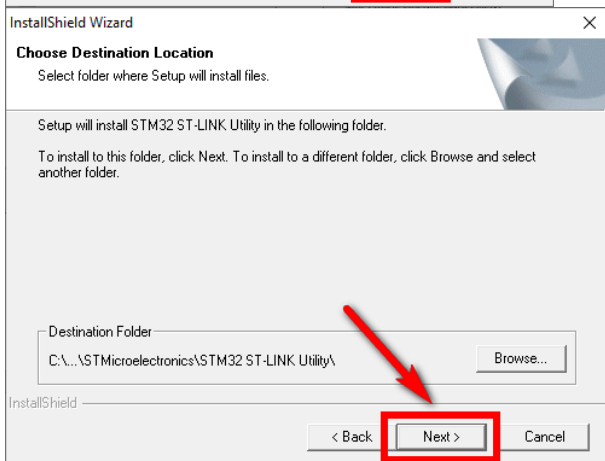 InstallShield Wizard
Choose Destination Location
Select folder where Setup will install files.
Setup will install STM32 ST-LINK Utility in the following folder.
To install to this folder, click Next. To install to a different folder, click Browse and select
another folder.
Destination Folder
C:\...\STMicroelectronics\STM32 ST-LINK Utility\
Browse...
InstallShield
< Back
Next >
Cancel